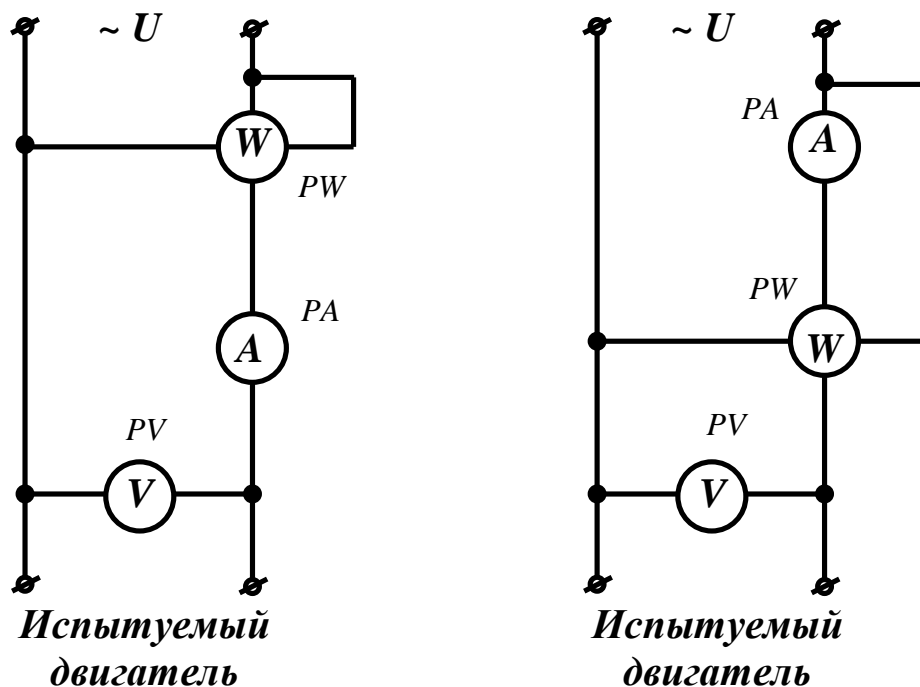 ~ U
W
PW
PA
A
PV
V
Испытуемый
двигатель
~ U
PA
A
PW
W
PV
V
Испытуемый
двигатель